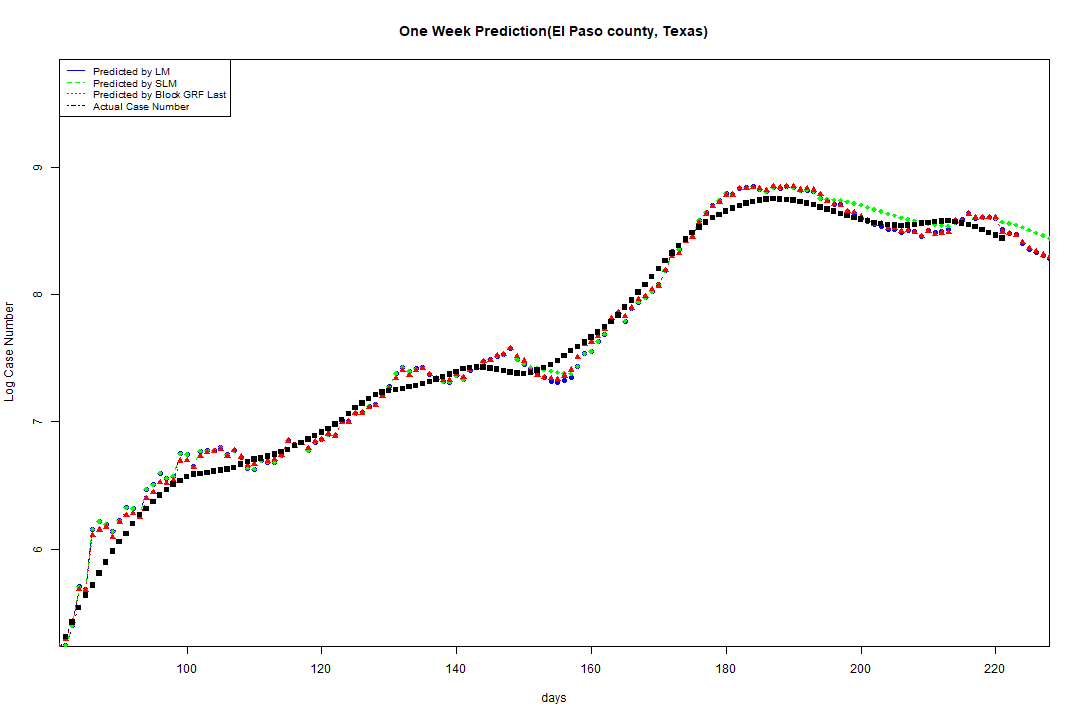 One Week Prediction(El Paso county, Texas)
Predicted by LM
Predicted by SLM
Predicted by Block GRF Last
Actual Case Number
9
8
7
6
Log Case Number
100 120 140 160 180 200 220
days